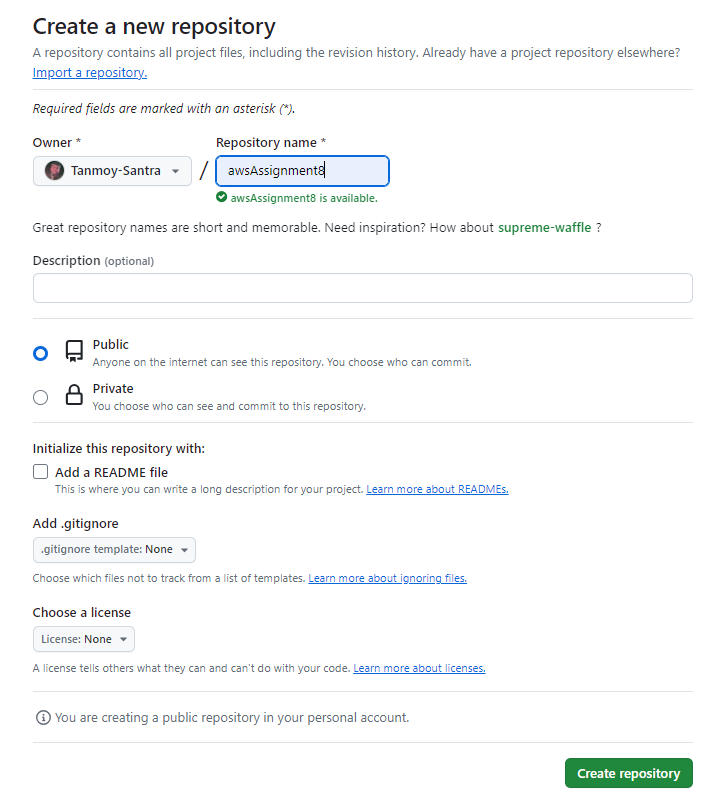 Create a new repository
A repository contains all project files, including the revision history. Already have a project repository elsewhere?
Import a repository.
Required fields are marked with an asterisk (*).
Owner * Repository name *
Tanmoy-Santra / awsAssignment8
awsAssignment8 is available.
Great repository names are short and memorable. Need inspiration? How about supreme-waffle ?
Description (optional)
Public
Anyone on the internet can see this repository. You choose who can commit.
Private
You choose who can see and commit to this repository.
Initialize this repository with:
Add a README file
This is where you can write a long description for your project. Learn more about READMEs.
Add .gitignore
.gitignore template: None
Choose which files not to track from a list of templates. Learn more about ignoring files.
Choose a license
License: None
A license tells others what they can and can't do with your code. Learn more about licenses.
You are creating a public repository in your personal account.
Create repository